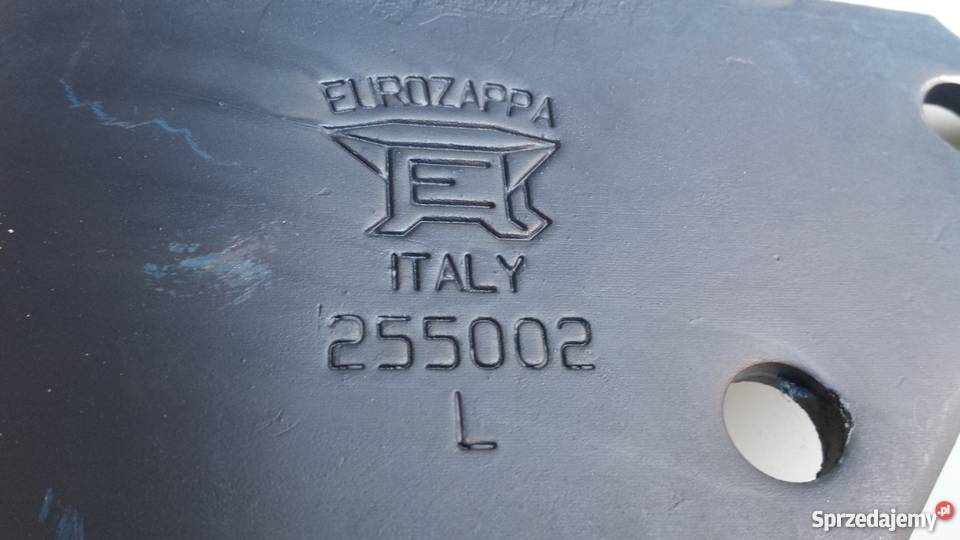 EUROZAPPA
E
ITALY
255002
L
Sprzedajemy.pl